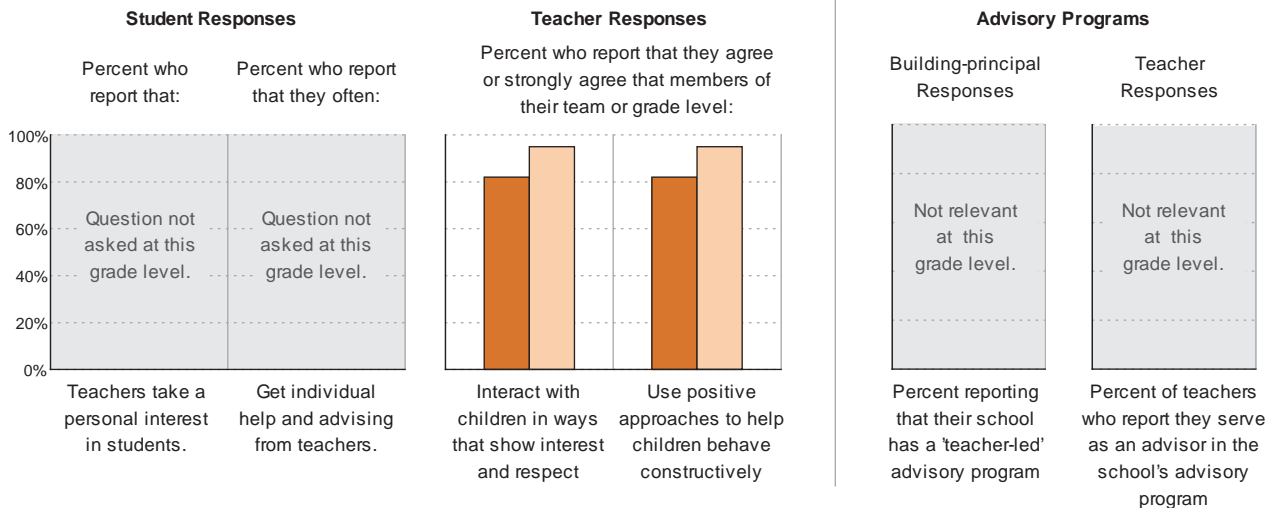 Student Responses
Percent who
report that:
Percent who report
that they often:
100%
80%
60%
40%
20%
0%
Question not
asked at this
grade level.
Question not
asked at this
grade level.
Teachers take a
personal interest
in students.
Get individual
help and advising
from teachers.
Teacher Responses
Percent who report that they agree
or strongly agree that members of
their team or grade level:
Interact with
children in ways
that show interest
and respect
Use positive
approaches to help
children behave
constructively
Advisory Programs
Building-principal
Responses
Not relevant
at this
grade level.
Percent reporting
that their school
has a 'teacher-led'
advisory program
Teacher
Responses
Not relevant
at this
grade level.
Percent of teachers
who report they serve
as an advisor in the
school's advisory
program